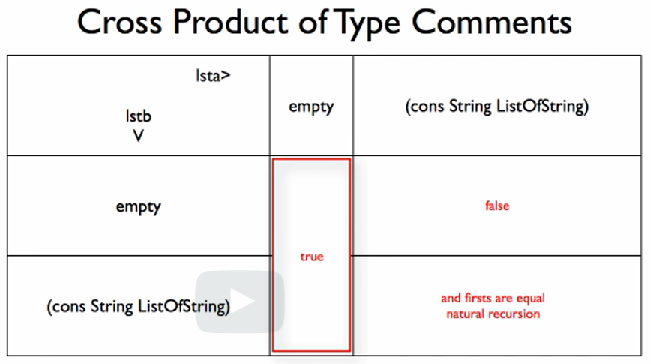 Cross Product of Type Comments
lsta>
lstb
V
empty
(cons String ListOfString)
empty
false
true
(cons String ListOfString)
and firsts are equal
natural recursion